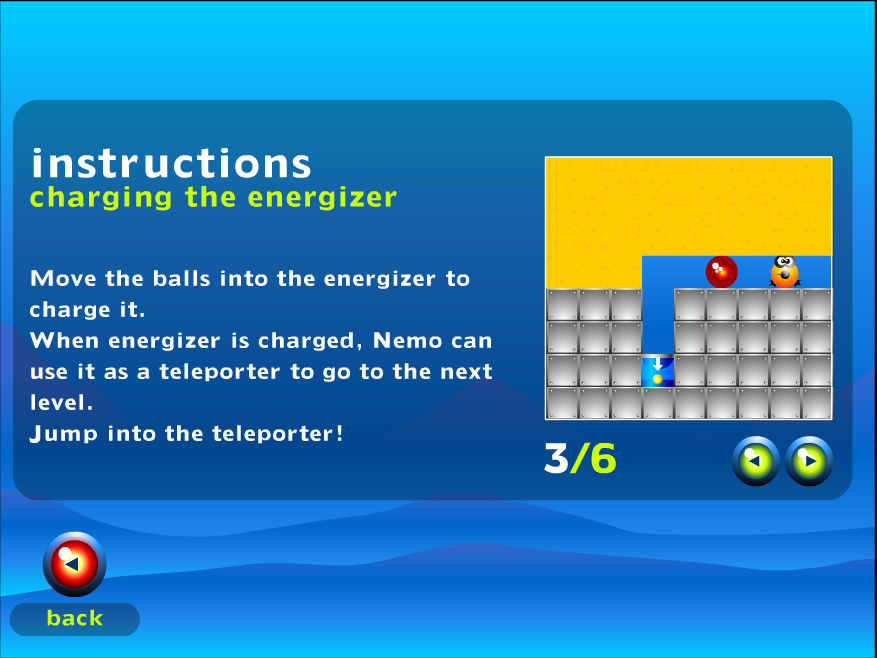 instructions
charging the energizer
Move the balls into the energizer to
charge it.
When energizer is charged, Nemo can
use it as a teleporter to go to the next
level.
Jump into the teleporter!
3/6
back